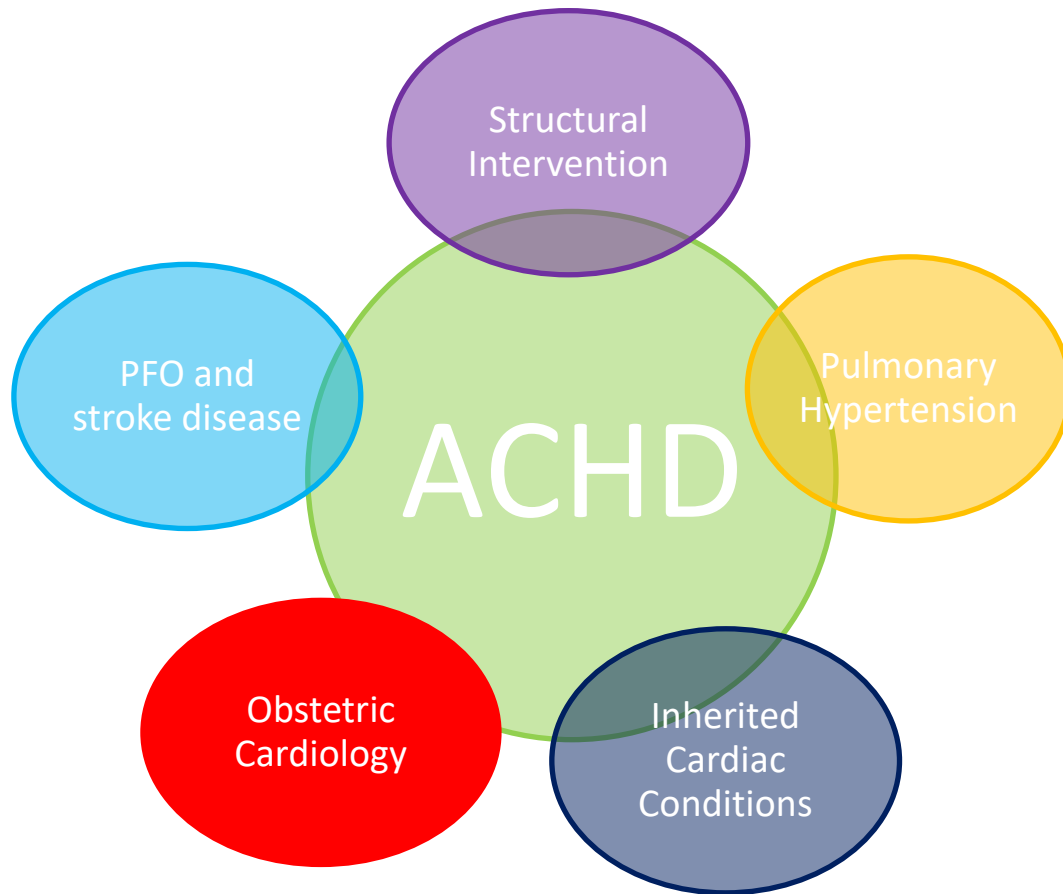 Structural
Intervention
PFO and
stroke disease
Pulmonary
Hypertension
ACHD
Obstetric
Cardiology
Inherited
Cardiac
Conditions